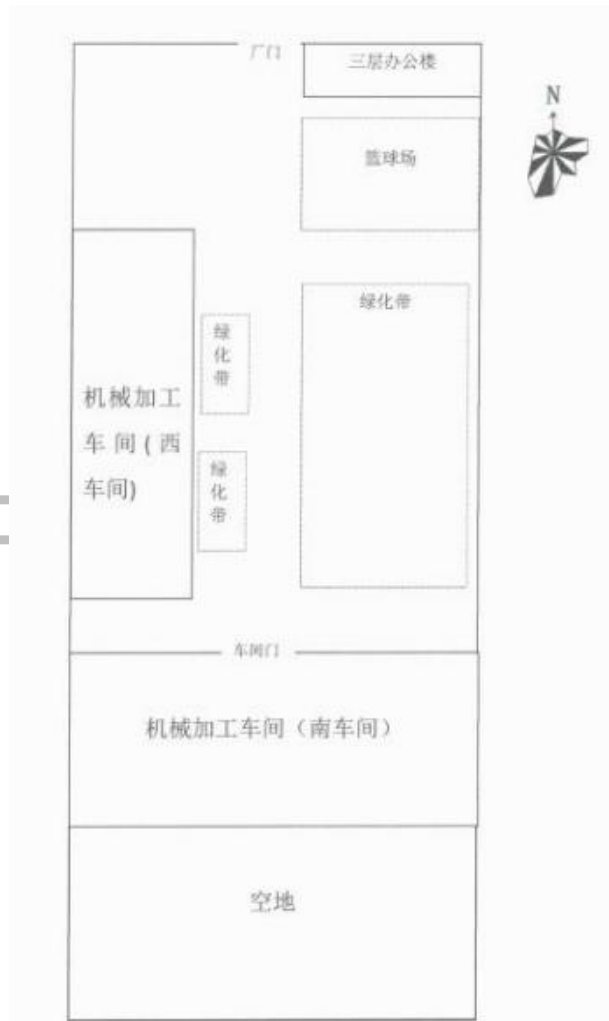 厂门
三层办公楼
N
篮球场
绿化带
绿
化
带
机械加工
车间(西
车间)
绿
化
带
车间门
机械加工车间（南车间）
空地